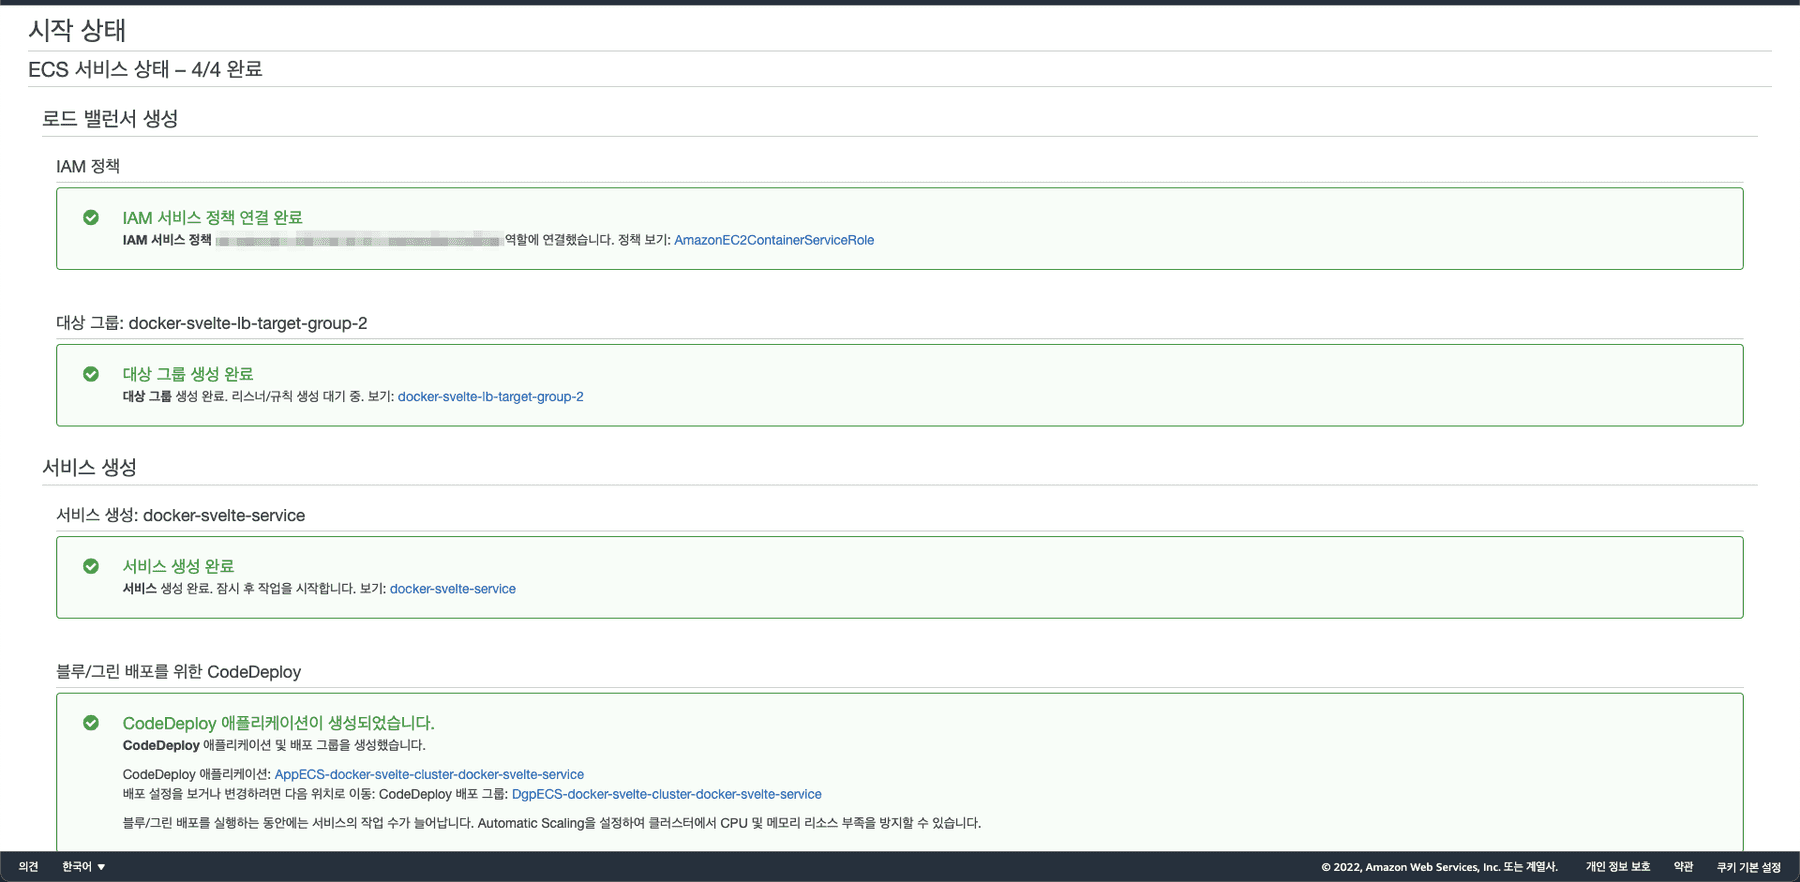 시작 상태
ECS 서비스 상태 – 4/4 완료
로드 밸런서 생성
IAM 정책
IAM 서비스 정책 연결 완료
IAM 서비스 정책 역할에 연결했습니다. 정책 보기: AmazonEC2ContainerServiceRole
대상 그룹: docker-svelte-lb-target-group-2
대상 그룹 생성 완료
대상 그룹 생성 완료. 리스너/규칙 생성 대기 중. 보기: docker-svelte-lb-target-group-2
서비스 생성
서비스 생성: docker-svelte-service
서비스 생성 완료
서비스 생성 완료. 잠시 후 작업을 시작합니다. 보기: docker-svelte-service
블루/그린 배포를 위한 CodeDeploy
CodeDeploy 애플리케이션이 생성되었습니다.
CodeDeploy 애플리케이션 및 배포 그룹을 생성했습니다.
CodeDeploy 애플리케이션: AppECS-docker-svelte-cluster-docker-svelte-service
배포 설정을 보거나 변경하려면 다음 위치로 이동: CodeDeploy 배포 그룹: DgpECS-docker-svelte-cluster-docker-svelte-service
블루/그린 배포를 실행하는 동안에는 서비스의 작업 수가 늘어납니다. Automatic Scaling을 설정하여 클러스터에서 CPU 및 메모리 리소스 부족을 방지할 수 있습니다.
의견 한국어 ▼ © 2022, Amazon Web Services, Inc. 또는 계열사. 개인 정보 보호 약관 쿠키 기본 설정